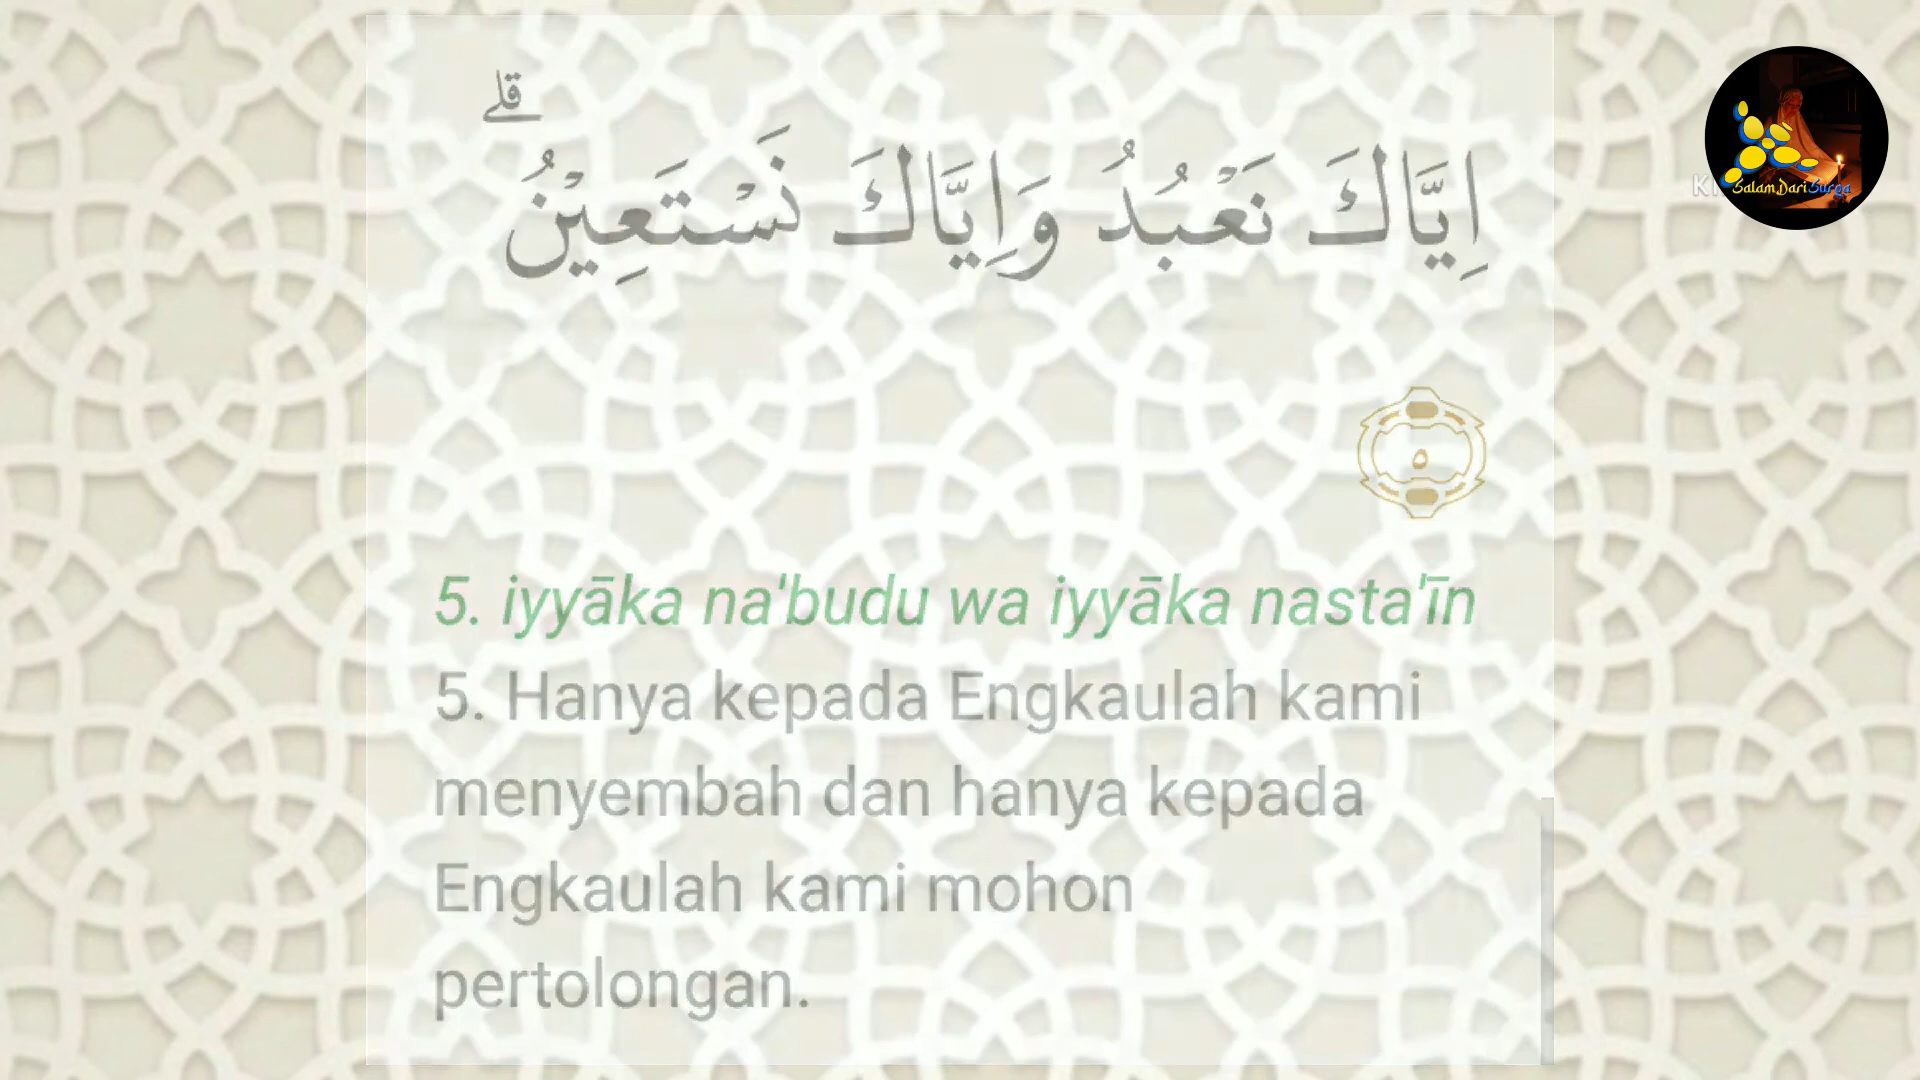 اِيَّاكَ نَعْبُدُ وَاِيَّاكَ نَسْتَعِيْنُۗ
٥
5. iyyāka na'budu wa iyyāka nasta'īn
5. Hanya kepada Engkaulah kami
menyembah dan hanya kepada
Engkaulah kami mohon
pertolongan.
Salam Dari Surga